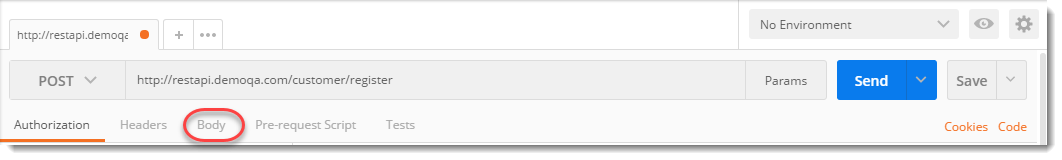 http://restapi.demoqa + ••• No Environment
POST http://restapi.demoqa.com/customer/register Params Send Save
Authorization Headers Body Pre-request Script Tests Cookies Code